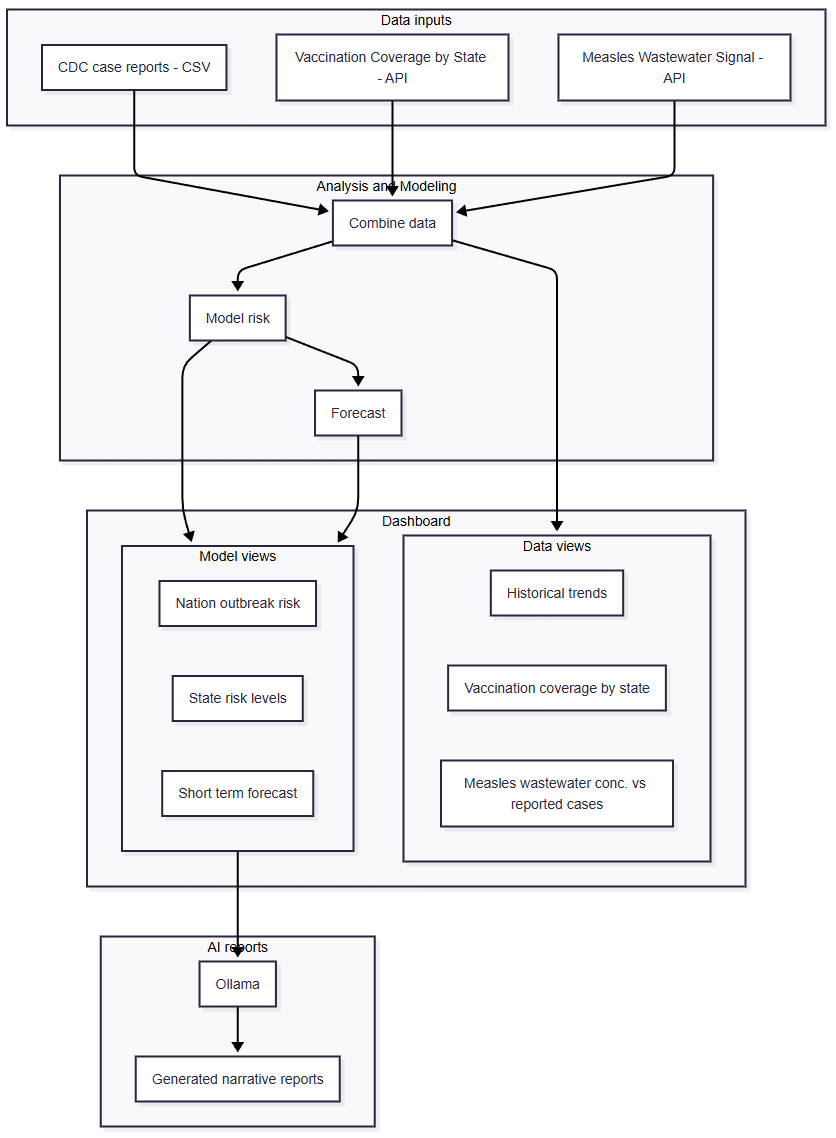 Data inputs
CDC case reports - CSV
Vaccination Coverage by State
- API
Measles Wastewater Signal -
API
Analysis and Modeling
Combine data
Model risk
Forecast
Dashboard
Model views
Nation outbreak risk
State risk levels
Short term forecast
Data views
Historical trends
Vaccination coverage by state
Measles wastewater conc. vs
reported cases
AI reports
Ollama
Generated narrative reports